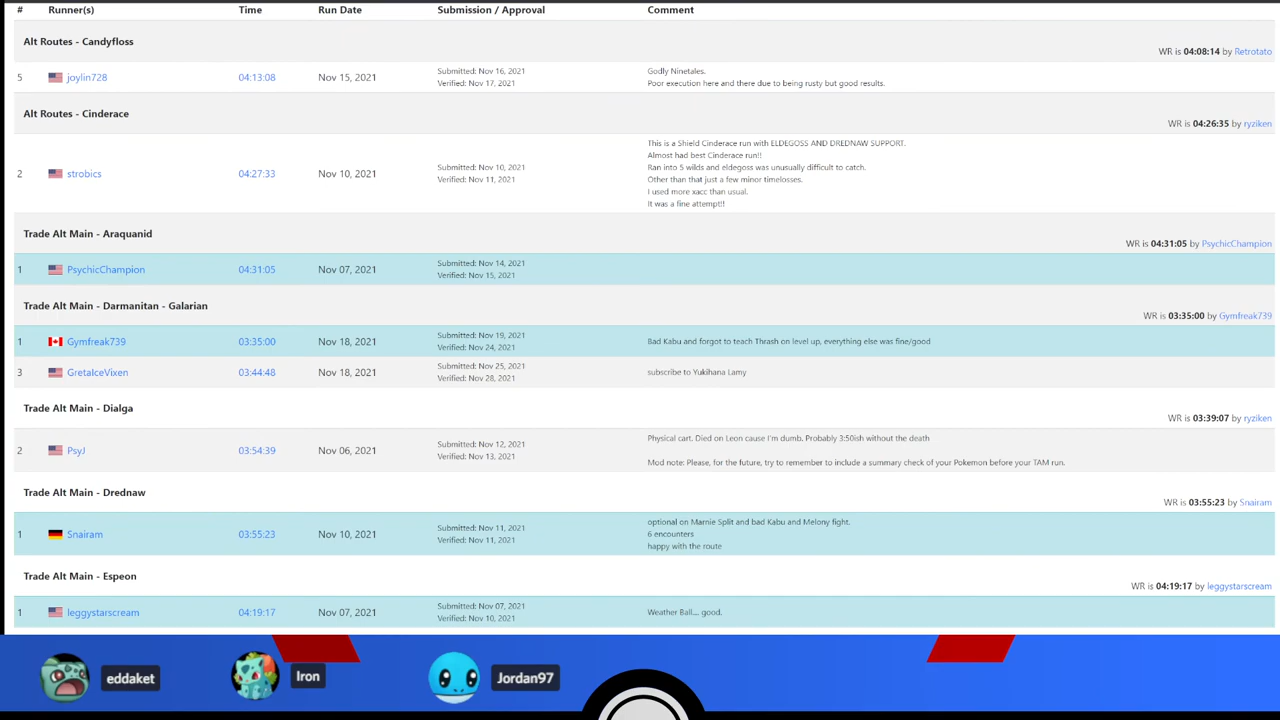 # Runner(s) Time Run Date Submission / Approval Comment
Alt Routes - Candyfloss
WR is 04:08:14 by Retrotato
5 joylin728 04:13:08 Nov 15, 2021 Submitted: Nov 16, 2021 Godly Ninetales.
Verified: Nov 17, 2021 Poor execution here and there due to being rusty but good results.
Alt Routes - Cinderace
WR is 04:26:35 by ryziken
This is a Shield Cinderace run with ELDEGOSS AND DREDNAW SUPPORT.
Almost had best Cinderace run!!
2 strobics 04:27:33 Nov 10, 2021 Submitted: Nov 10, 2021 Ran into 5 wilds and eldegoss was unusually difficult to catch.
Verified: Nov 11, 2021 Other than that just a few minor timelosses.
I used more xacc than usual.
It was a fine attempt!!
Trade Alt Main - Araquanid
WR is 04:31:05 by PsychicChampion
1 PsychicChampion 04:31:05 Nov 07, 2021 Submitted: Nov 14, 2021
Verified: Nov 15, 2021
Trade Alt Main - Darmanitan - Galarian
WR is 03:35:00 by Gymfreak739
1 Gymfreak739 03:35:00 Nov 18, 2021 Submitted: Nov 19, 2021 Bad Kabu and forgot to teach Thrash on level up, everything else was fine/good
Verified: Nov 24, 2021
3 GretaIceVixen 03:44:48 Nov 18, 2021 Submitted: Nov 25, 2021 subscribe to Yukihana Lamy
Verified: Nov 28, 2021
Trade Alt Main - Dialga
WR is 03:39:07 by ryziken
2 PsyJ 03:54:39 Nov 06, 2021 Submitted: Nov 12, 2021 Physical cart. Died on Leon cause I'm dumb. Probably 3:50ish without the death
Verified: Nov 13, 2021
Mod note: Please, for the future, try to remember to include a summary check of your Pokemon before your TAM run.
Trade Alt Main - Drednaw
WR is 03:55:23 by Snairam
1 Snairam 03:55:23 Nov 10, 2021 Submitted: Nov 11, 2021 optional on Marnie Split and bad Kabu and Melony fight.
Verified: Nov 11, 2021 6 encounters
happy with the route
Trade Alt Main - Espeon
WR is 04:19:17 by leggystarscream
1 leggystarscream 04:19:17 Nov 07, 2021 Submitted: Nov 07, 2021 Weather Ball.... good.
Verified: Nov 10, 2021
eddaket Iron Jordan97